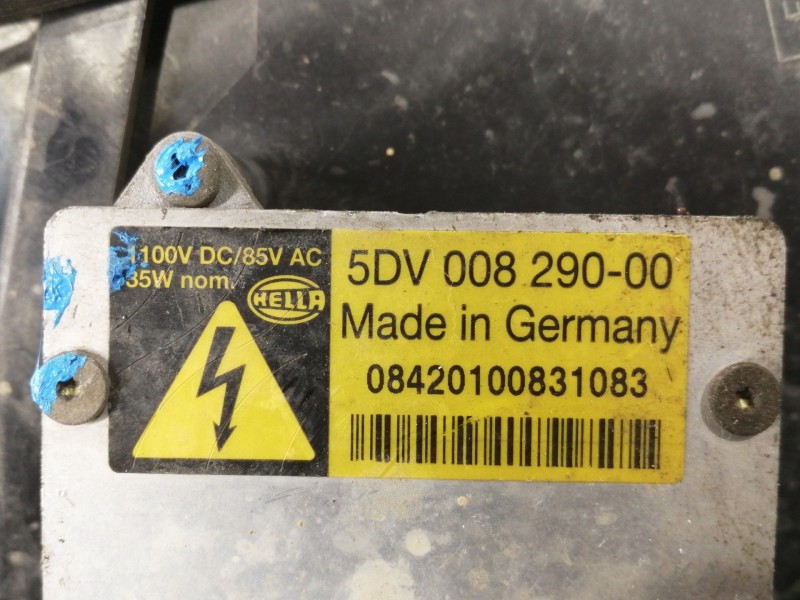 1100V DC/85V AC
35W nom.
HELLA
5DV 008 290-00
Made in Germany
08420100831083